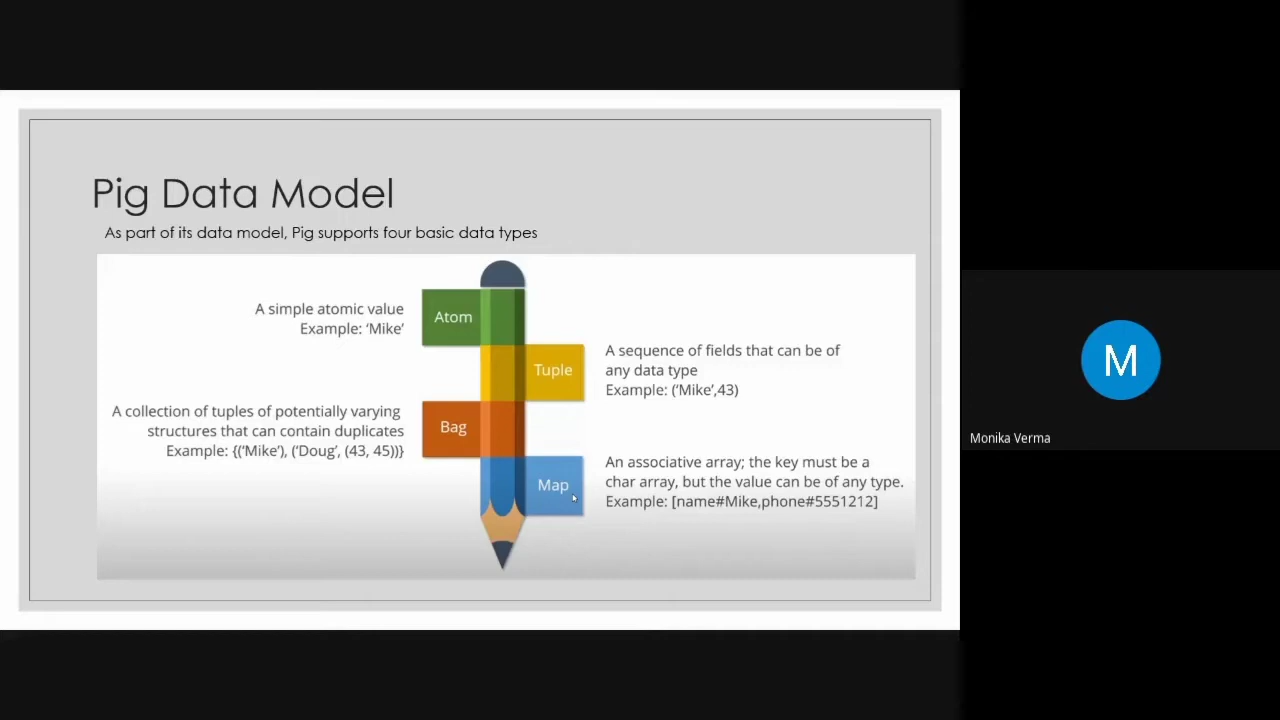 Pig Data Model
As part of its data model, Pig supports four basic data types
A simple atomic value
Example: ‘Mike’
Atom
A sequence of fields that can be of
any data type
Example: (‘Mike’,43)
Tuple
A collection of tuples of potentially varying
structures that can contain duplicates
Example: {(‘Mike’), (‘Doug’, (43, 45))}
Bag
An associative array; the key must be a
char array, but the value can be of any type.
Example: [name#Mike,phone#5551212]
Map
M
Monika Verma